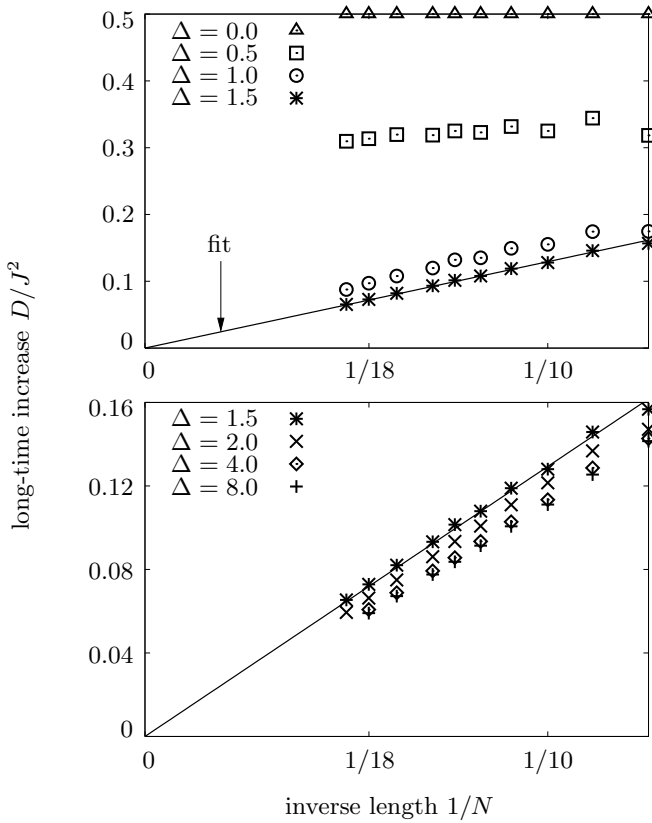 0.5
Δ = 0.0
Δ = 0.5
Δ = 1.0
Δ = 1.5
0.4
0.3
0.2
0.1
0
fit
0
1/18
1/10
long-time increase D/J²
0.16
Δ = 1.5
Δ = 2.0
Δ = 4.0
Δ = 8.0
0.12
0.08
0.04
0
0
1/18
1/10
inverse length 1/N